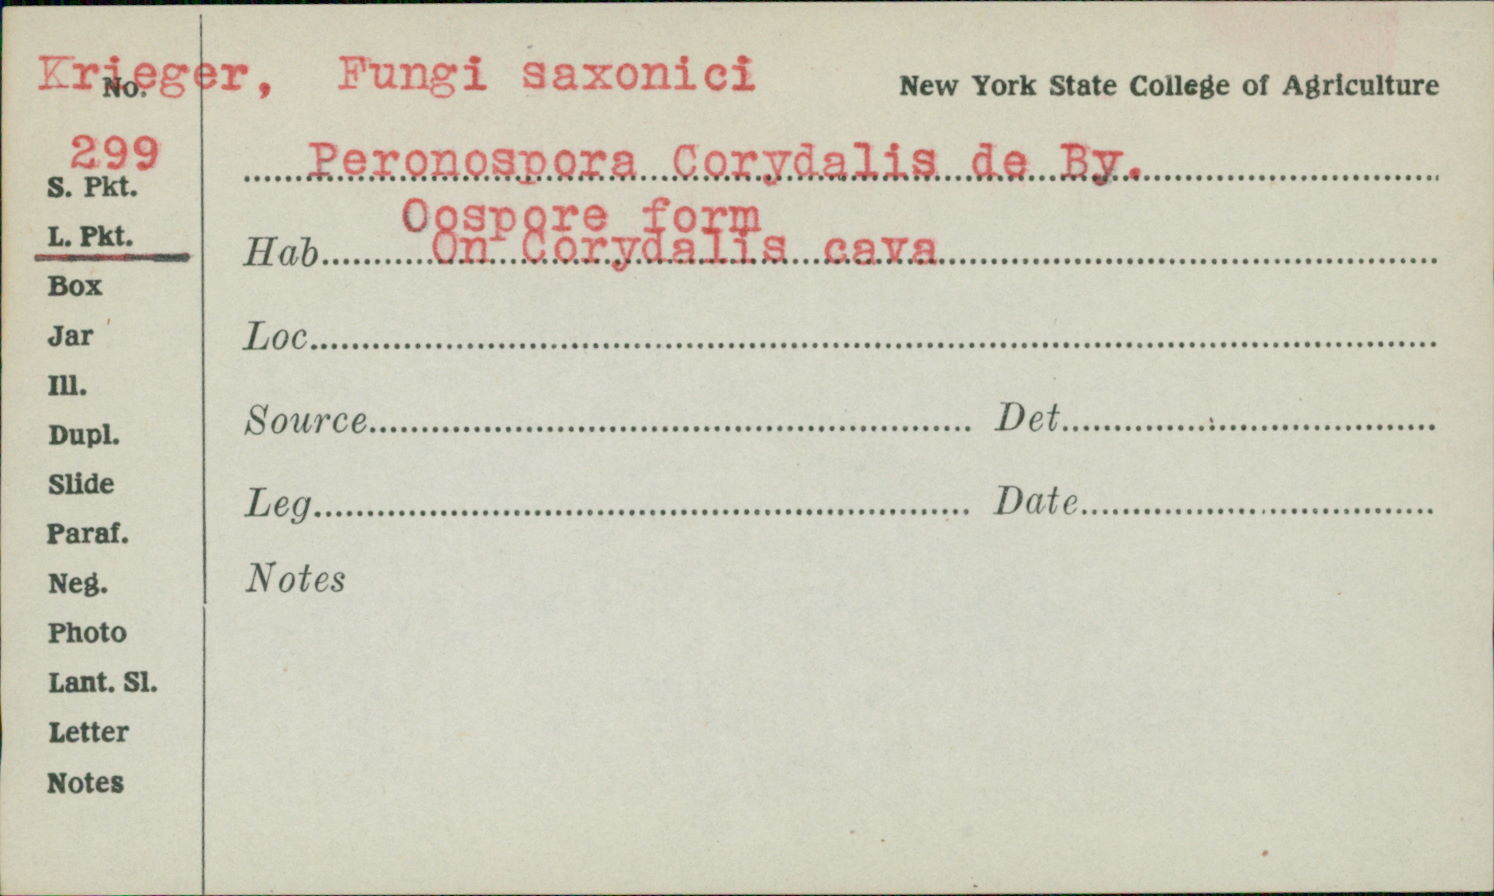 Krieger, Fungi saxonici
No.
New York State College of Agriculture
299
Peronospora Corydalis de By.
S. Pkt.
Oospore form
L. Pkt.
Hab. On Corydalis cava
Box
Jar
Loc.
Ill.
Source Det.
Dupl.
Slide
Leg. Date
Paraf.
Neg.
Notes
Photo
Lant. Sl.
Letter
Notes